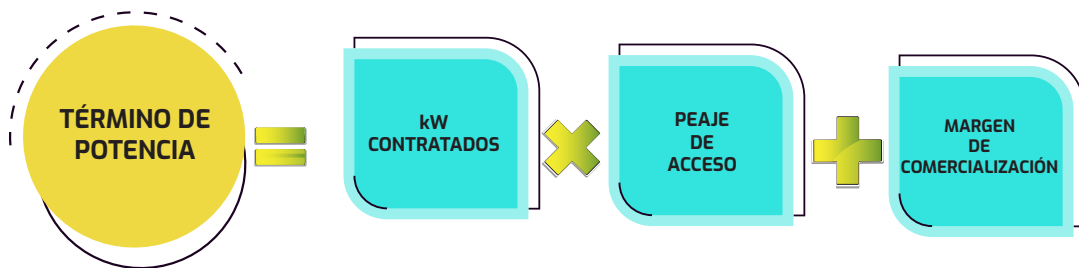 TÉRMINO DE
POTENCIA
kW
CONTRATADOS
PEAJE
DE
ACCESO
MARGEN
DE
COMERCIALIZACIÓN